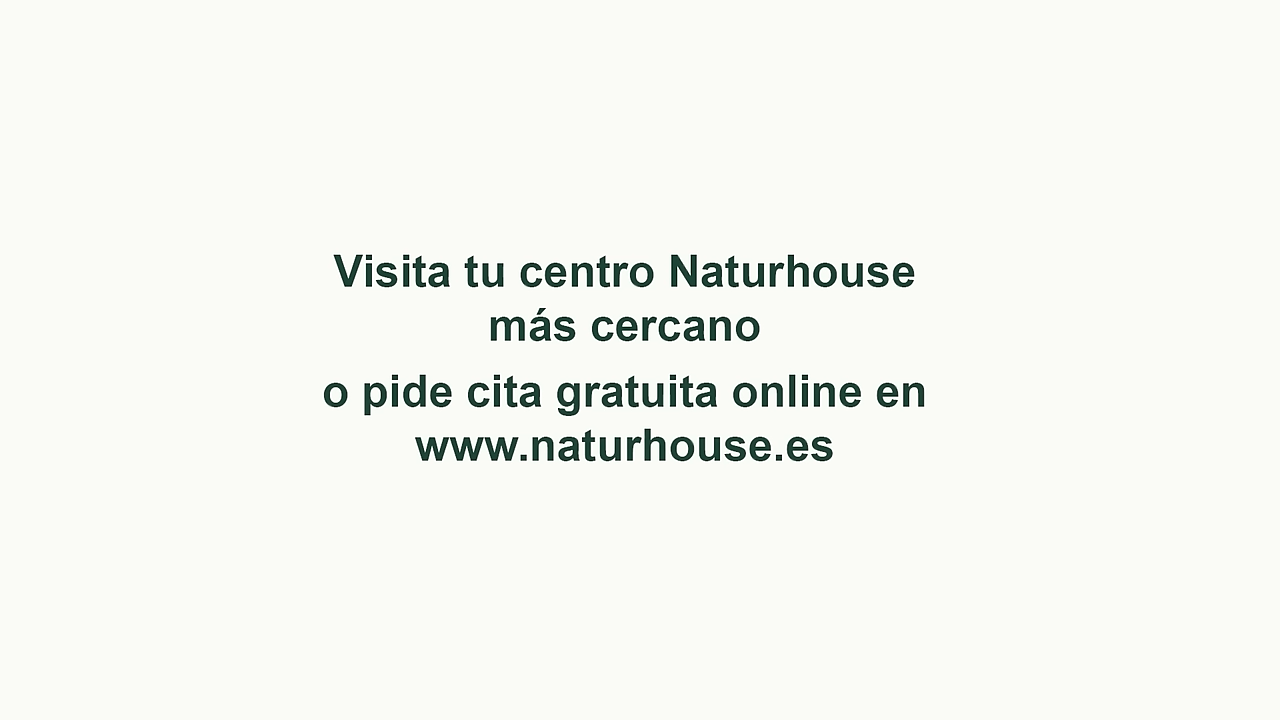 Visita tu centro Naturhouse
más cercano
o pide cita gratuita online en
www.naturhouse.es